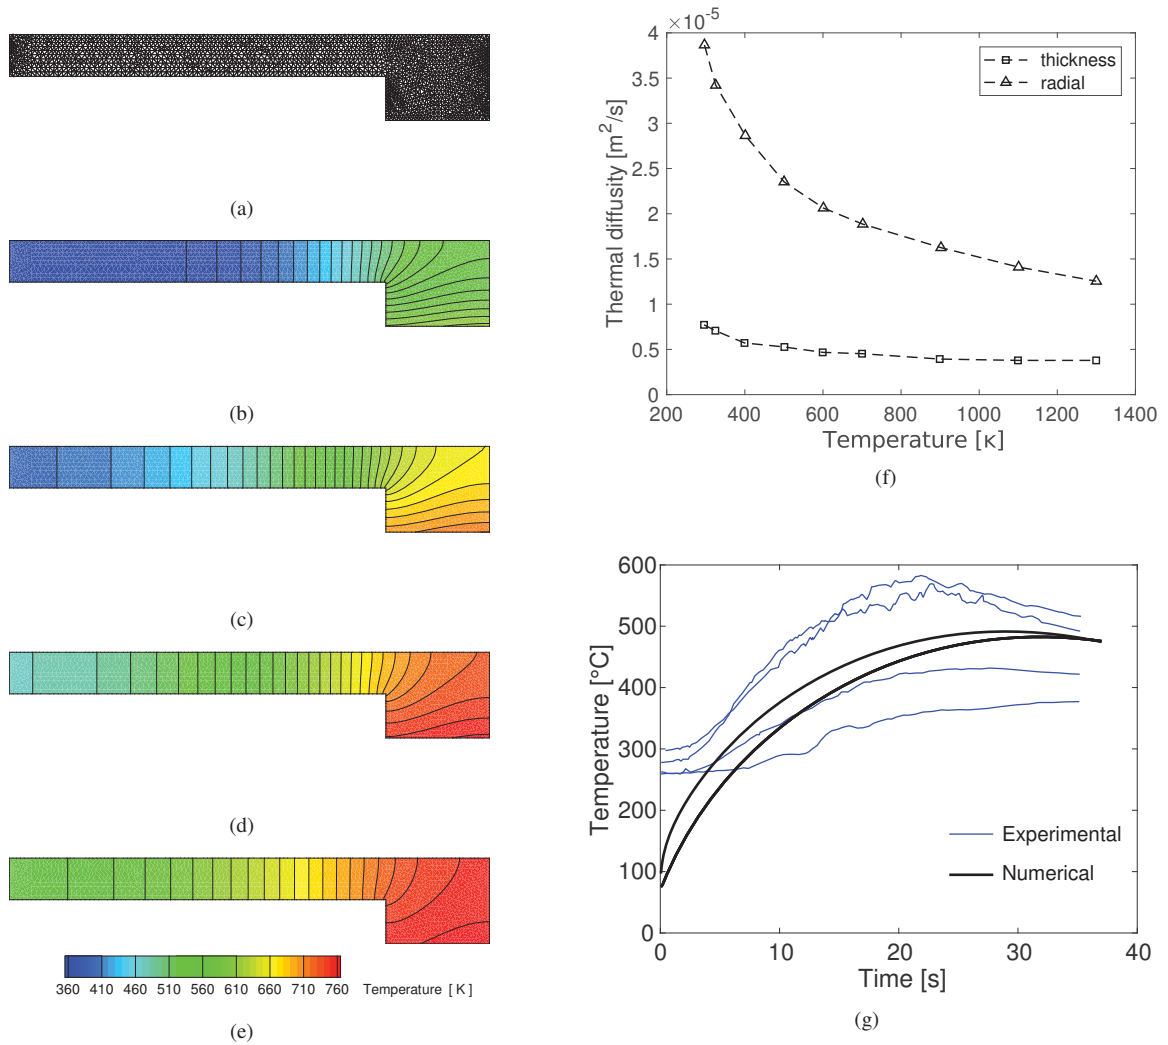 (a)
(b)
(c)
(d)
360 410 460 510 560 610 660 710 760 Temperature [ K ]
(e)
×10-5
4
3.5
3
2.5
2
1.5
1
0.5
0
Thermal diffusity [m2/s]
thickness
radial
200 400 600 800 1000 1200 1400
Temperature [κ]
(f)
600
500
400
300
200
100
0
Temperature [°C]
Experimental
Numerical
0 10 20 30 40
Time [s]
(g)